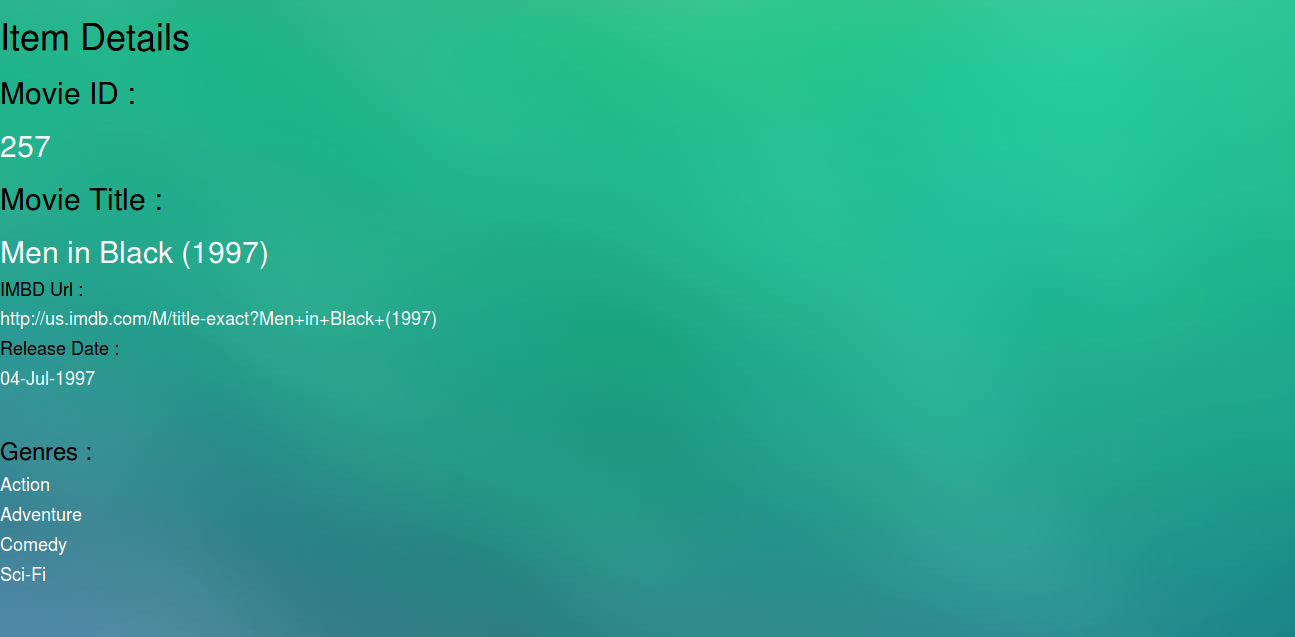 Item Details
Movie ID :
257
Movie Title :
Men in Black (1997)
IMBD Url :
http://us.imdb.com/M/title-exact?Men+in+Black+(1997)
Release Date :
04-Jul-1997
Genres :
Action
Adventure
Comedy
Sci-Fi